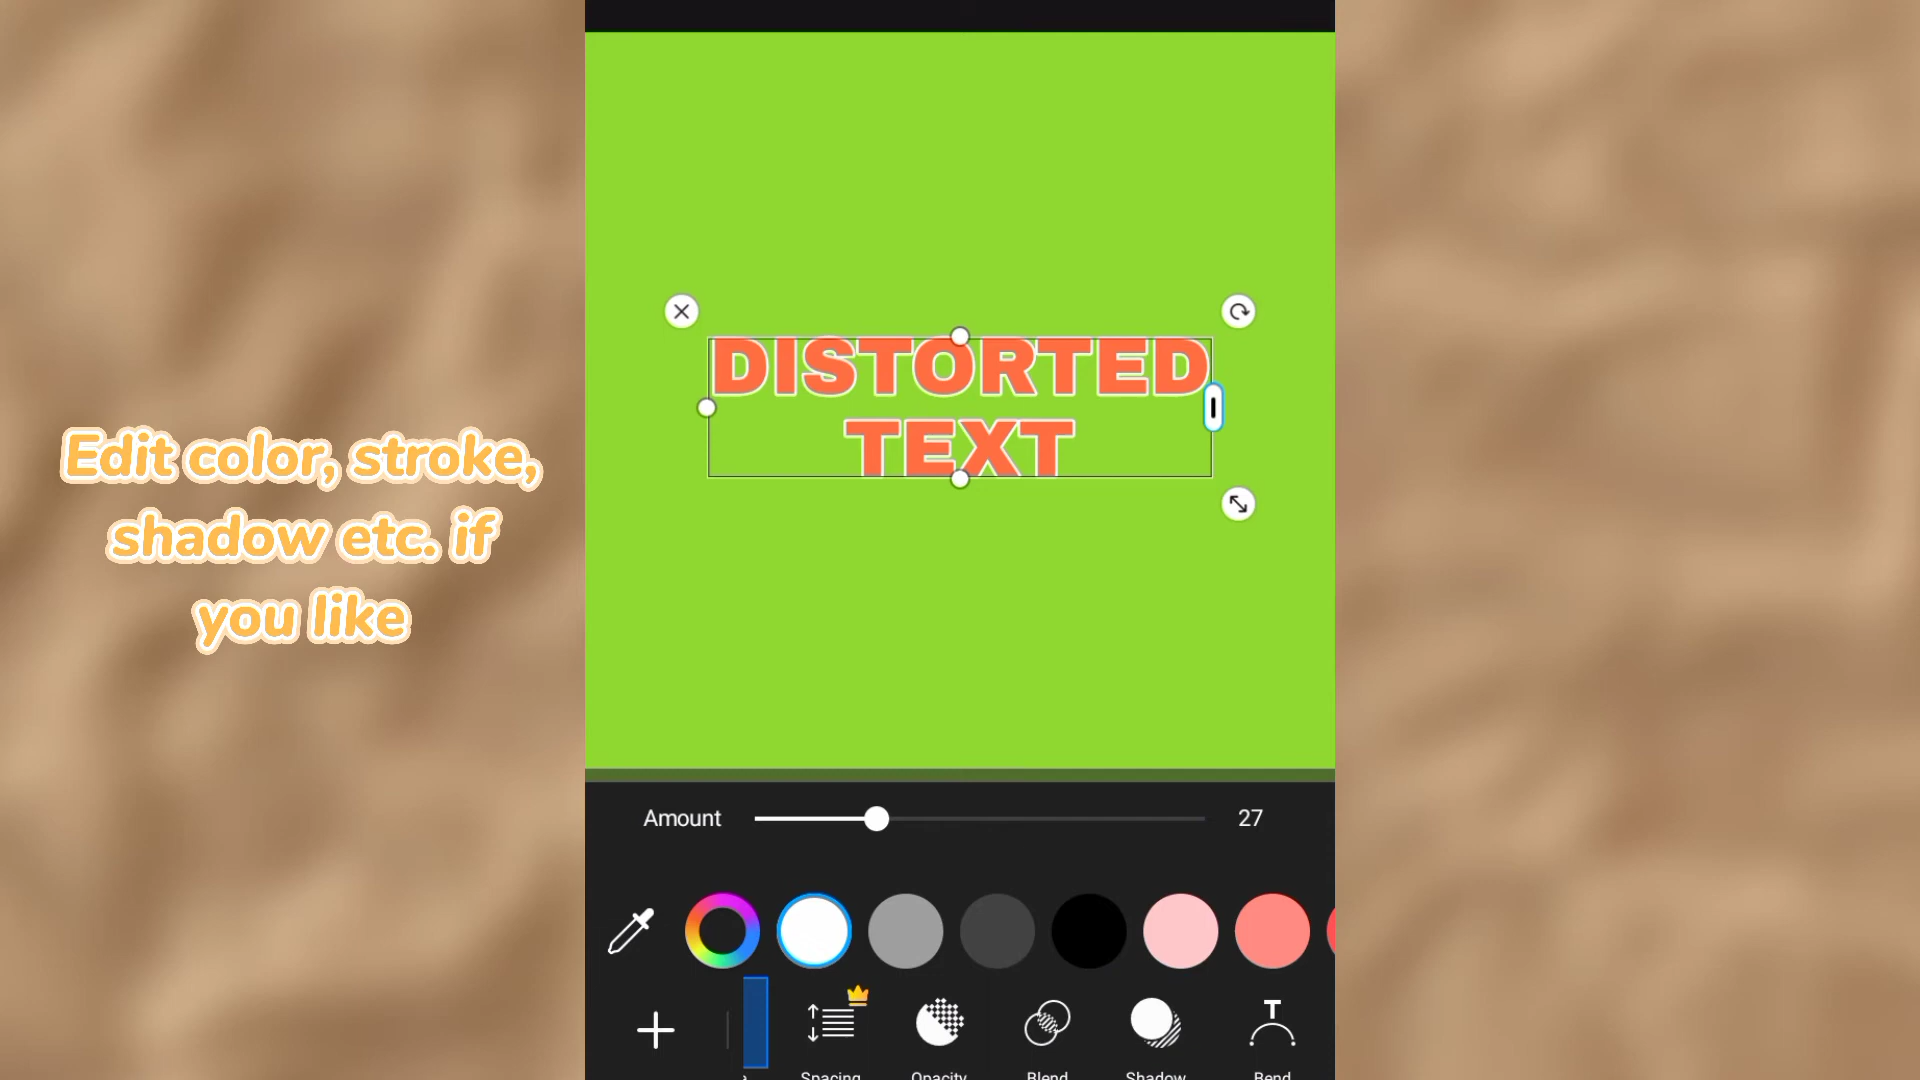 Edit color, stroke,
shadow etc. if
you like
DISTORTED
TEXT
Amount 27
Spacing Opacity Blend Shadow Bend